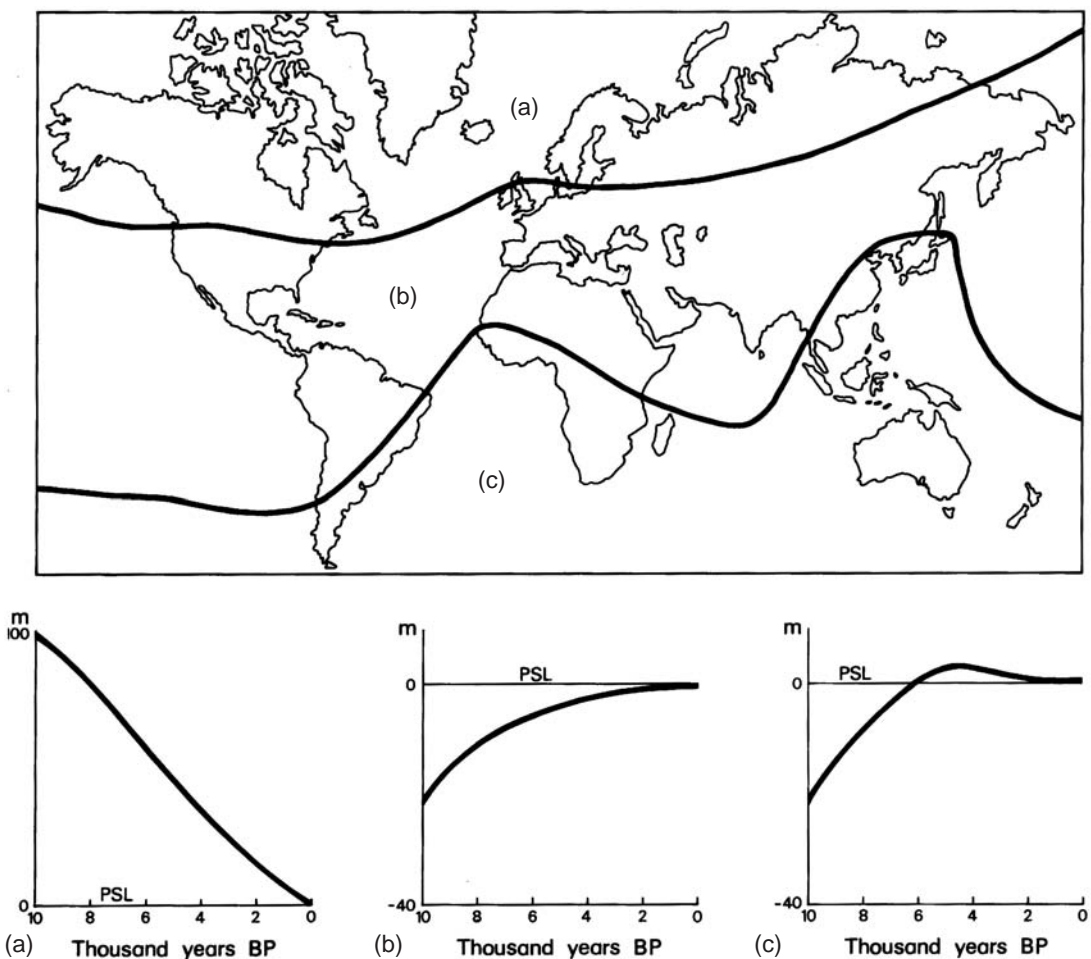 (a)
(b)
(c)
m
100
PSL
0
10 8 6 4 2 0
(a) Thousand years BP
m
PSL
0
-40
10 8 6 4 2 0
(b) Thousand years BP
m
PSL
0
-40
10 8 6 4 2 0
(c) Thousand years BP